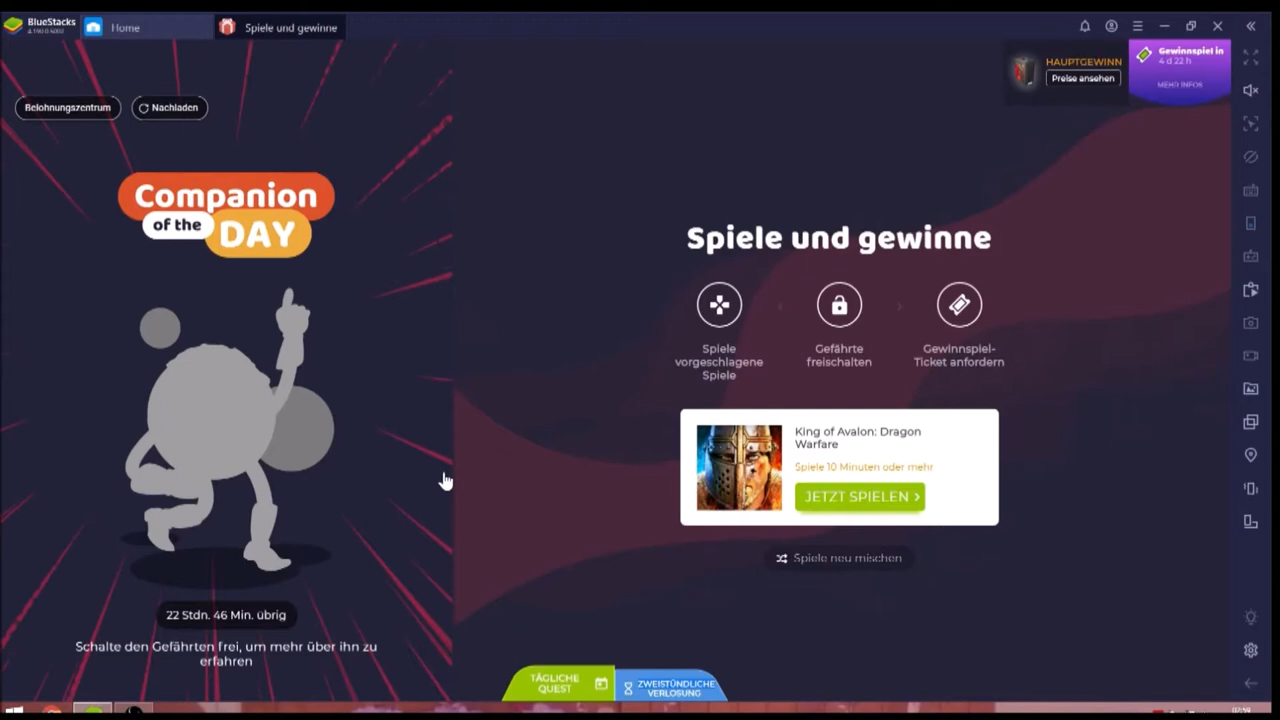 BlueStacks
Home
Spiele und gewinne
HAUPTGEWINN
Preise ansehen
Gewinnspiel in
4 d 22 h
MEHR INFOS
Belohnungszentrum
Nachladen
Companion
of the
DAY
Spiele und gewinne
Spiele
vorgeschlagene
Spiele
Gefährte
freischalten
Gewinnspiel-
Ticket anfordern
King of Avalon: Dragon
Warfare
Spiele 10 Minuten oder mehr
JETZT SPIELEN
Spiele neu mischen
22 Stdn. 46 Min. übrig
Schalte den Gefährten frei, um mehr über ihn zu
erfahren
TÄGLICHE
QUEST
ZWEISTÜNDLICHE
VERLOSUNG